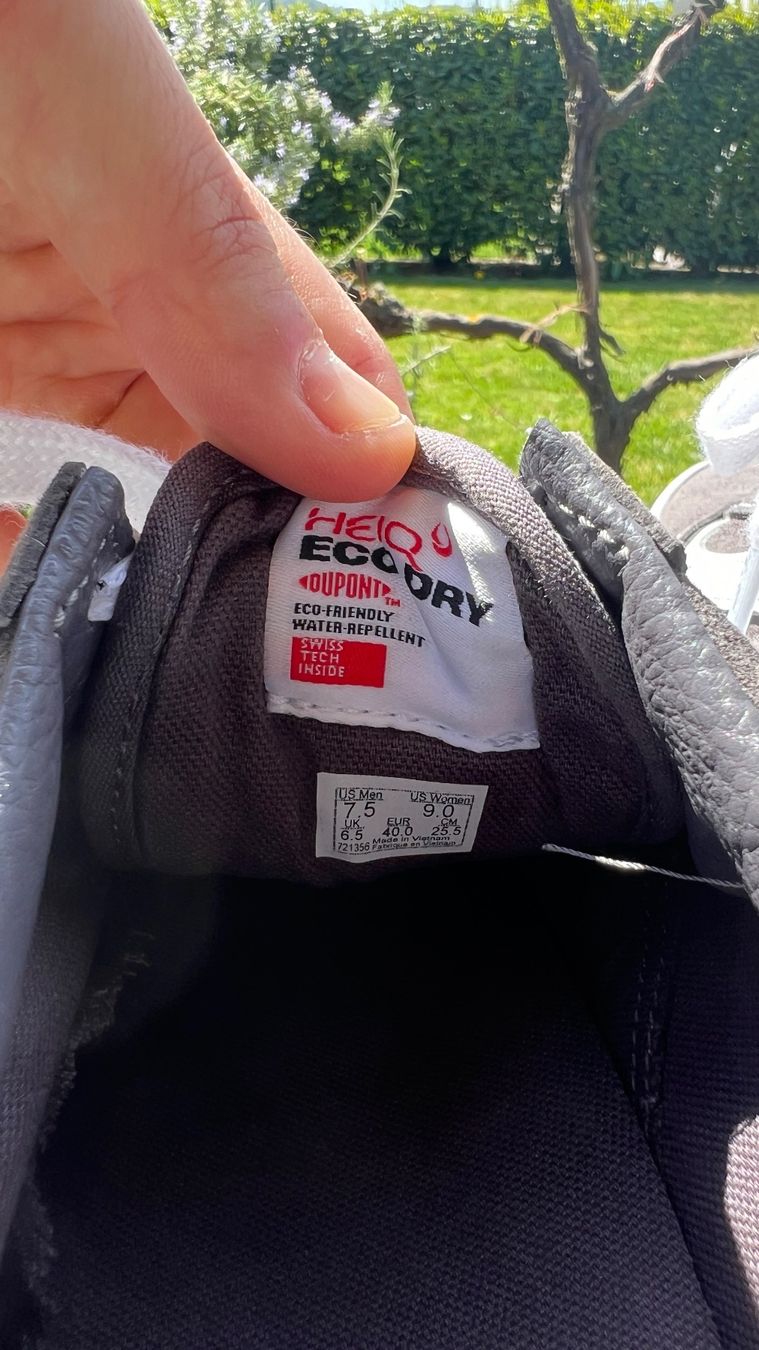 HEIQ
ECO DRY
DUPONT™
ECO-FRIENDLY
WATER-REPELLENT
SWISS
TECH
INSIDE
US Men US Women
7.5 9.0
UK EUR CM
6.5 40.0 25.5
721356 Made in Vietnam
Fabriqué en Vietnam